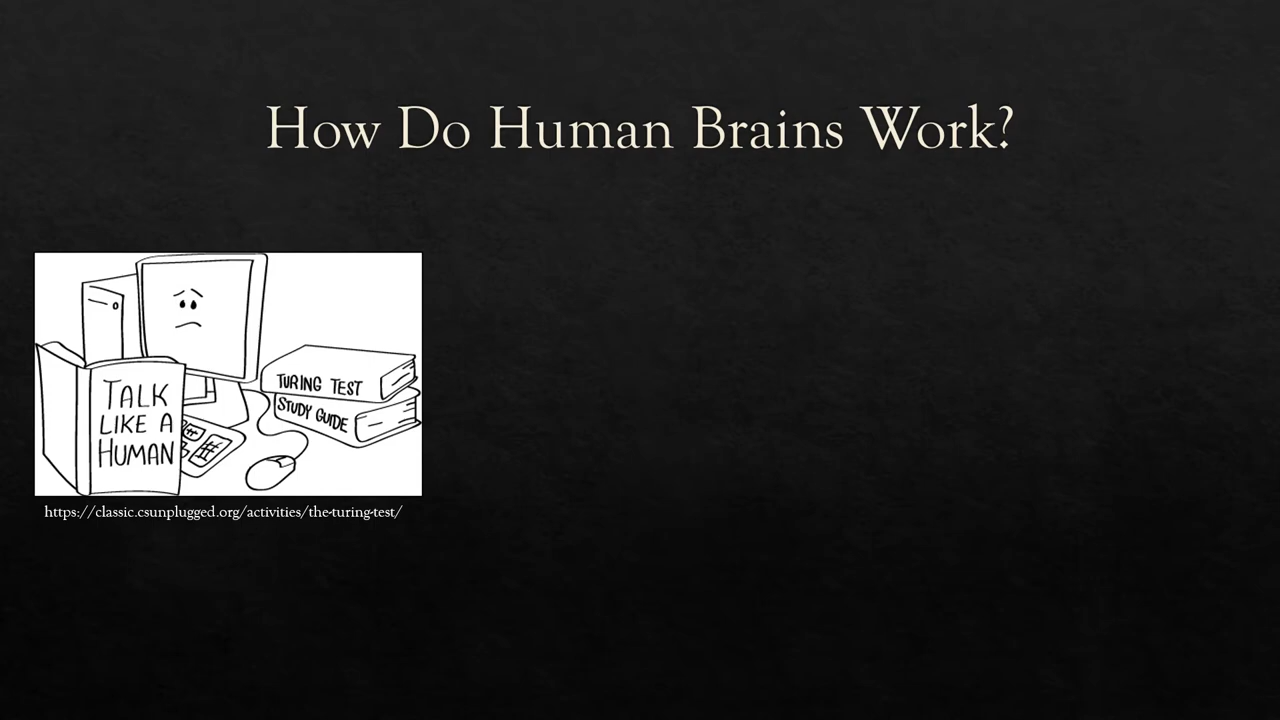 How Do Human Brains Work?
TALK
LIKE A
HUMAN
TURING TEST
STUDY GUIDE
https://classic.csunplugged.org/activities/the-turing-test/